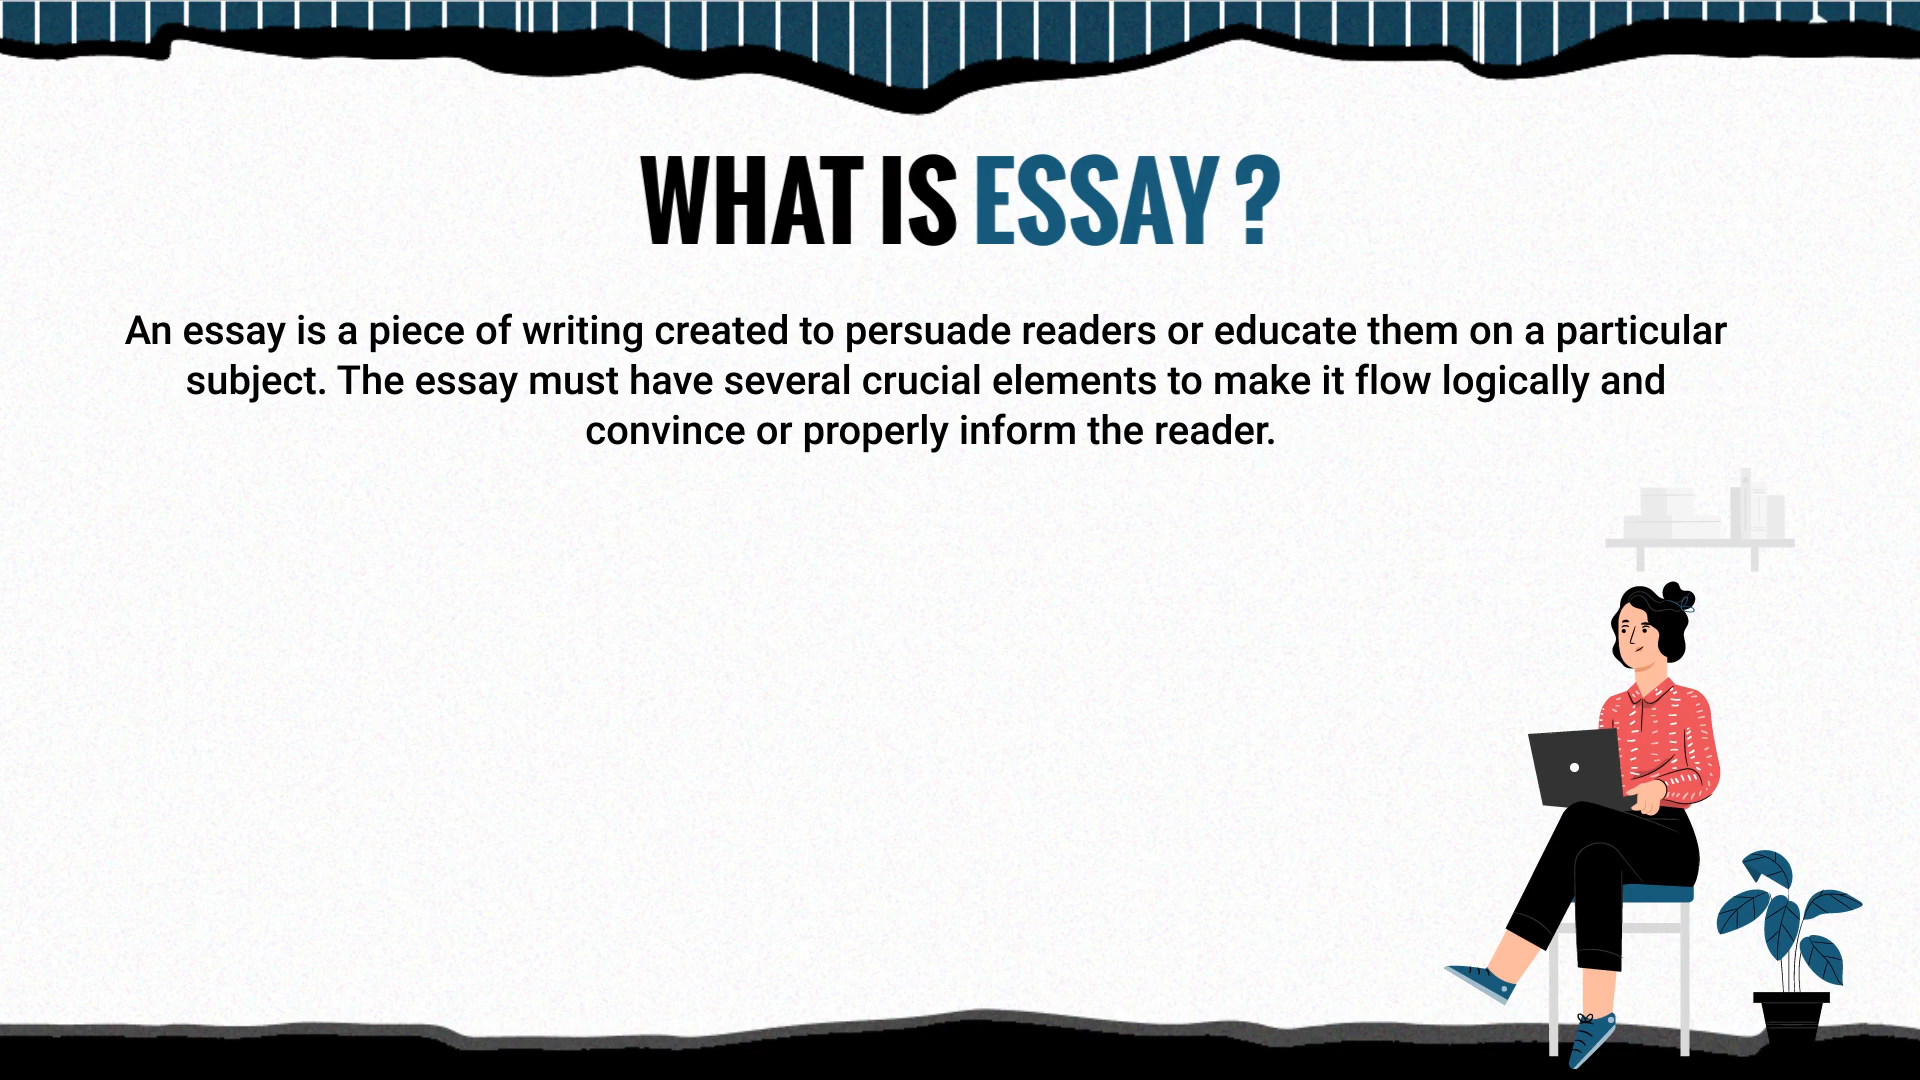 WHAT IS ESSAY ?
An essay is a piece of writing created to persuade readers or educate them on a particular
subject. The essay must have several crucial elements to make it flow logically and
convince or properly inform the reader.